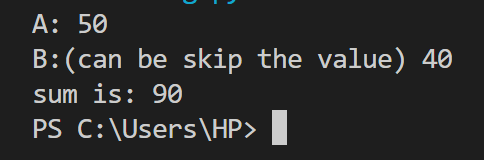 A: 50
B:(can be skip the value) 40
sum is: 90
PS C:\Users\HP>